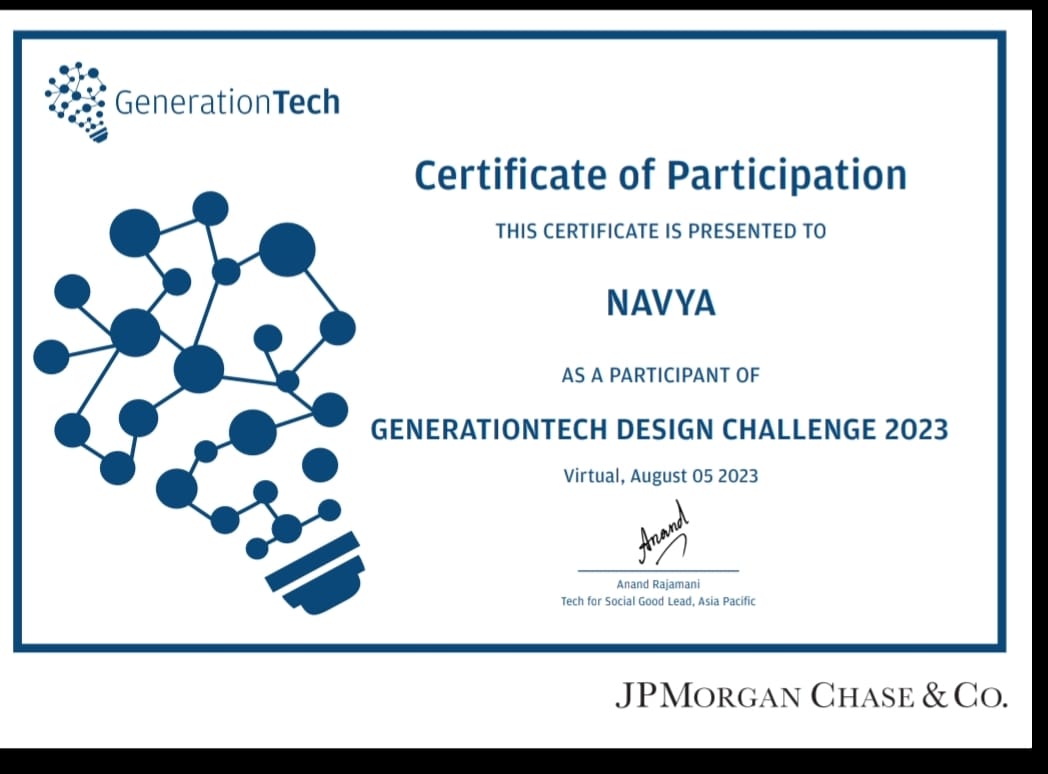 GenerationTech
Certificate of Participation
THIS CERTIFICATE IS PRESENTED TO
NAVYA
AS A PARTICIPANT OF
GENERATIONTECH DESIGN CHALLENGE 2023
Virtual, August 05 2023
Anand
Anand Rajamani
Tech for Social Good Lead, Asia Pacific
JPMORGAN CHASE & CO.